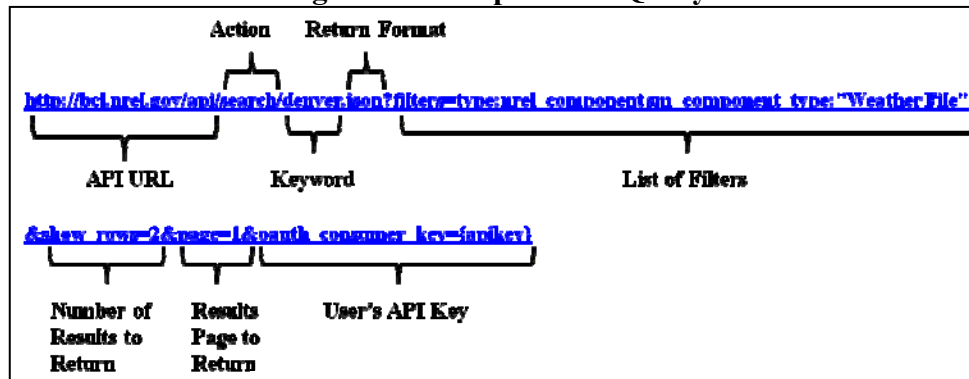 Action Return Format
http://bcl.nrel.gov/api/search/denver.json?filters=type:nrel_component sm_component_type:"WeatherFile"
API URL Keyword List of Filters
&show_rows=2&page=1&oauth_consumer_key={apikey}
Number of Results to Return Results Page to Return User's API Key